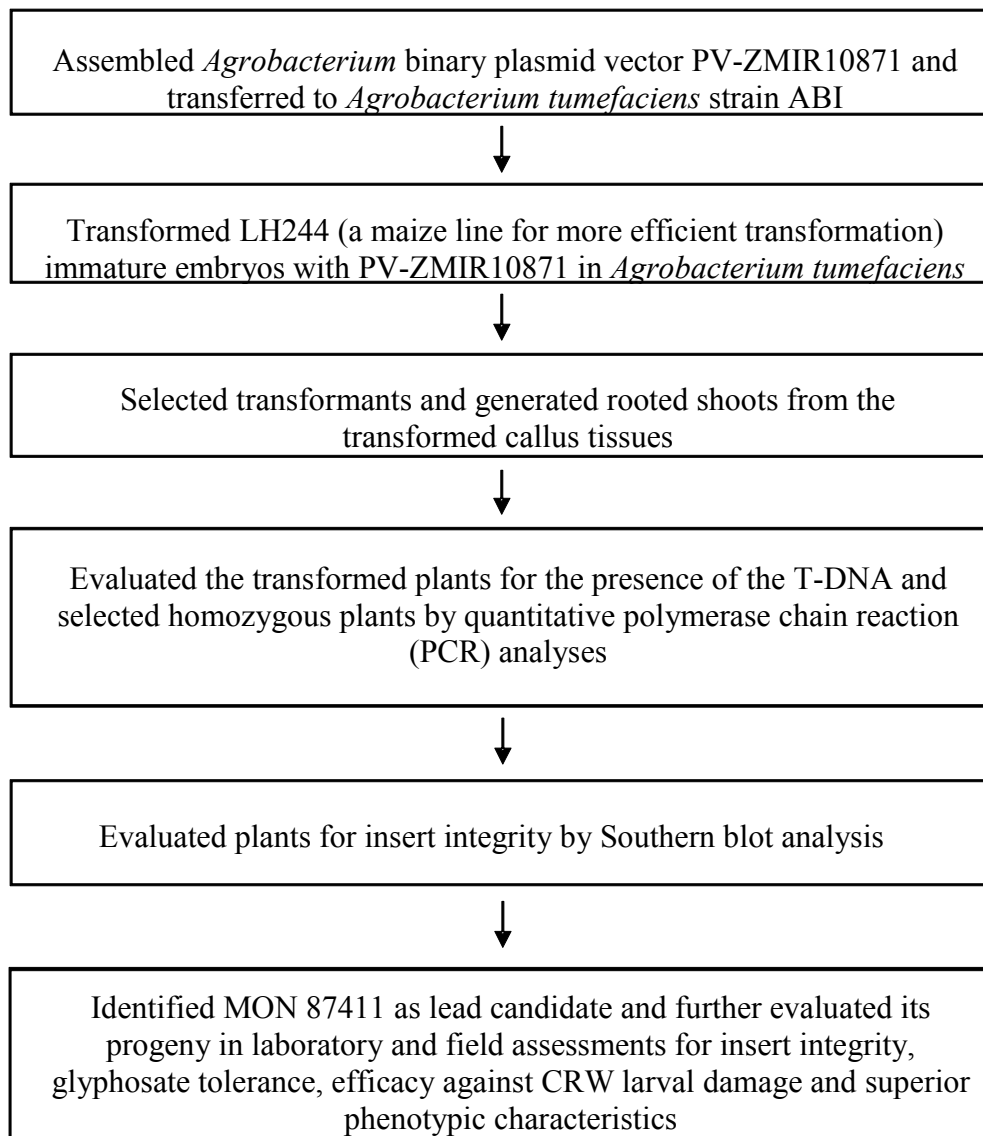 Assembled Agrobacterium binary plasmid vector PV-ZMIR10871 and
transferred to Agrobacterium tumefaciens strain ABI
Transformed LH244 (a maize line for more efficient transformation)
immature embryos with PV-ZMIR10871 in Agrobacterium tumefaciens
Selected transformants and generated rooted shoots from the
transformed callus tissues
Evaluated the transformed plants for the presence of the T-DNA and
selected homozygous plants by quantitative polymerase chain reaction
(PCR) analyses
Evaluated plants for insert integrity by Southern blot analysis
Identified MON 87411 as lead candidate and further evaluated its
progeny in laboratory and field assessments for insert integrity,
glyphosate tolerance, efficacy against CRW larval damage and superior
phenotypic characteristics